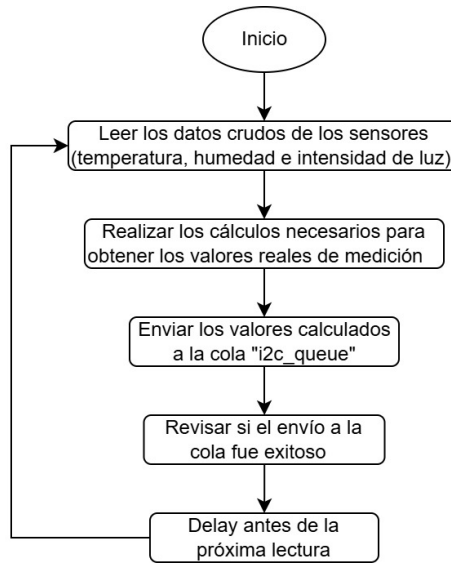 Inicio
Leer los datos crudos de los sensores
(temperatura, humedad e intensidad de luz)
Realizar los cálculos necesarios para
obtener los valores reales de medición
Enviar los valores calculados
a la cola "i2c_queue"
Revisar si el envío a la
cola fue exitoso
Delay antes de la
próxima lectura